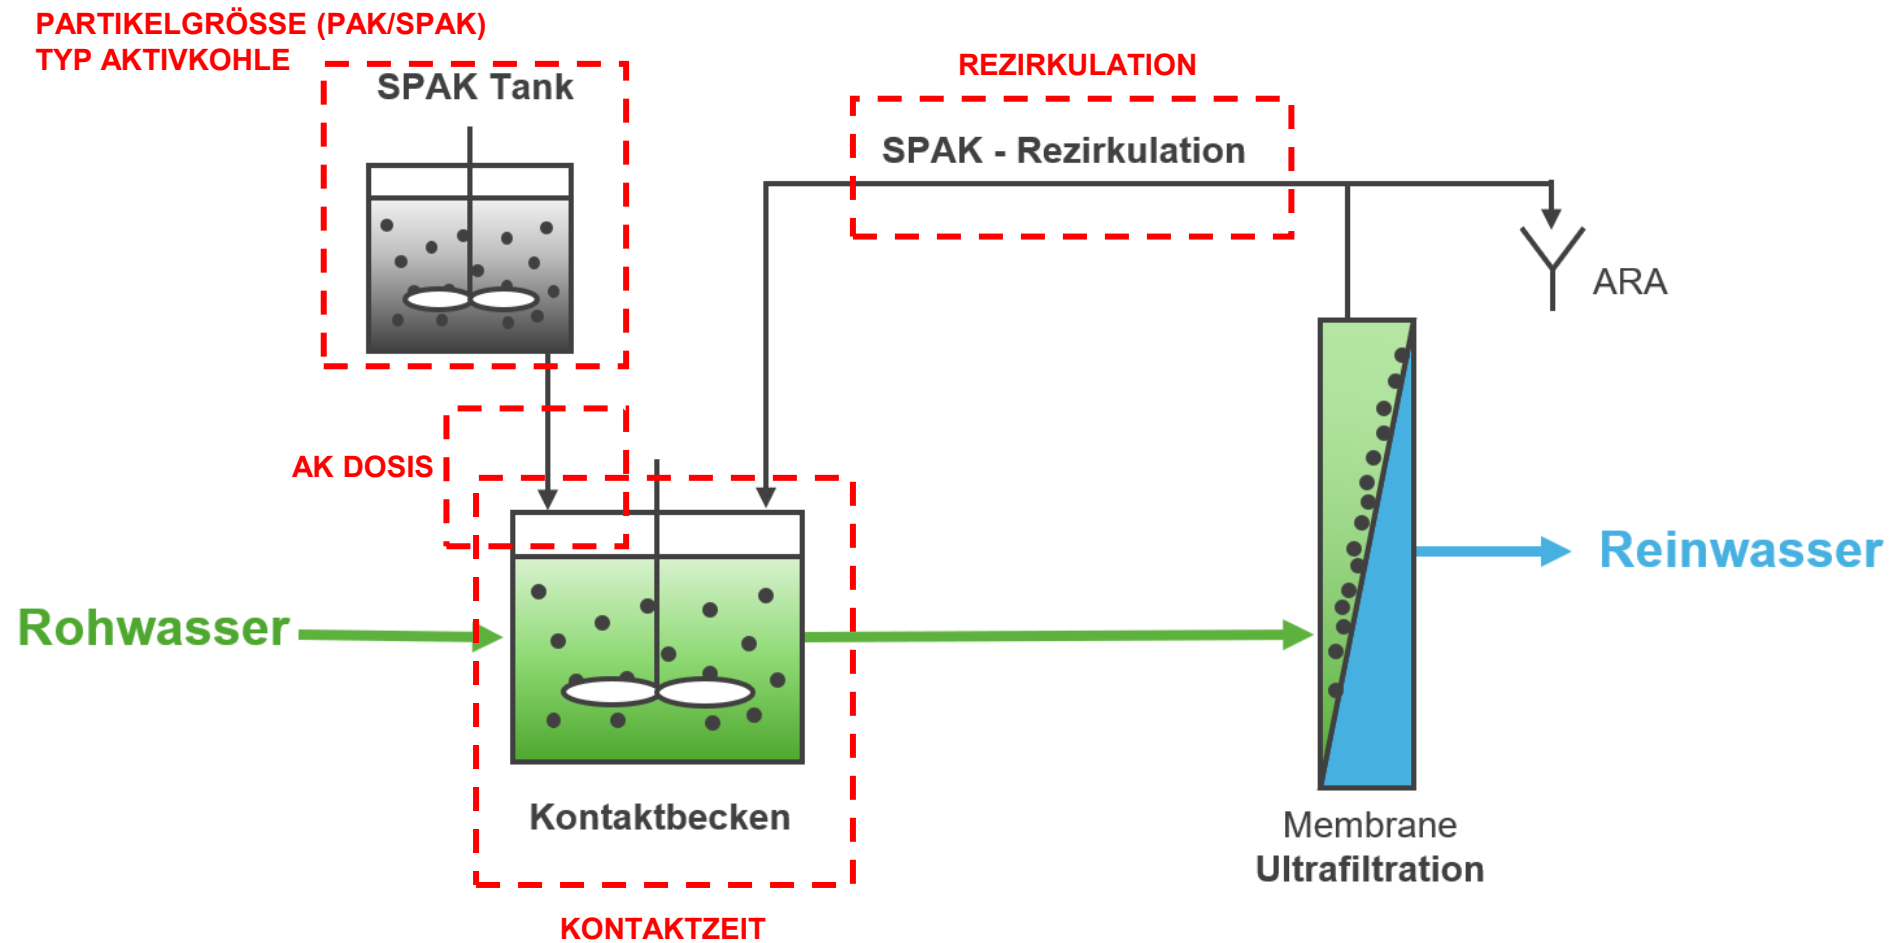 PARTIKELGRÖSSE (PAK/SPAK)
TYP AKTIVKOHLE
SPAK Tank
REZIRKULATION
SPAK - Rezirkulation
ARA
AK DOSIS
Rohwasser
Reinwasser
Kontaktbecken
Membrane
Ultrafiltration
KONTAKTZEIT